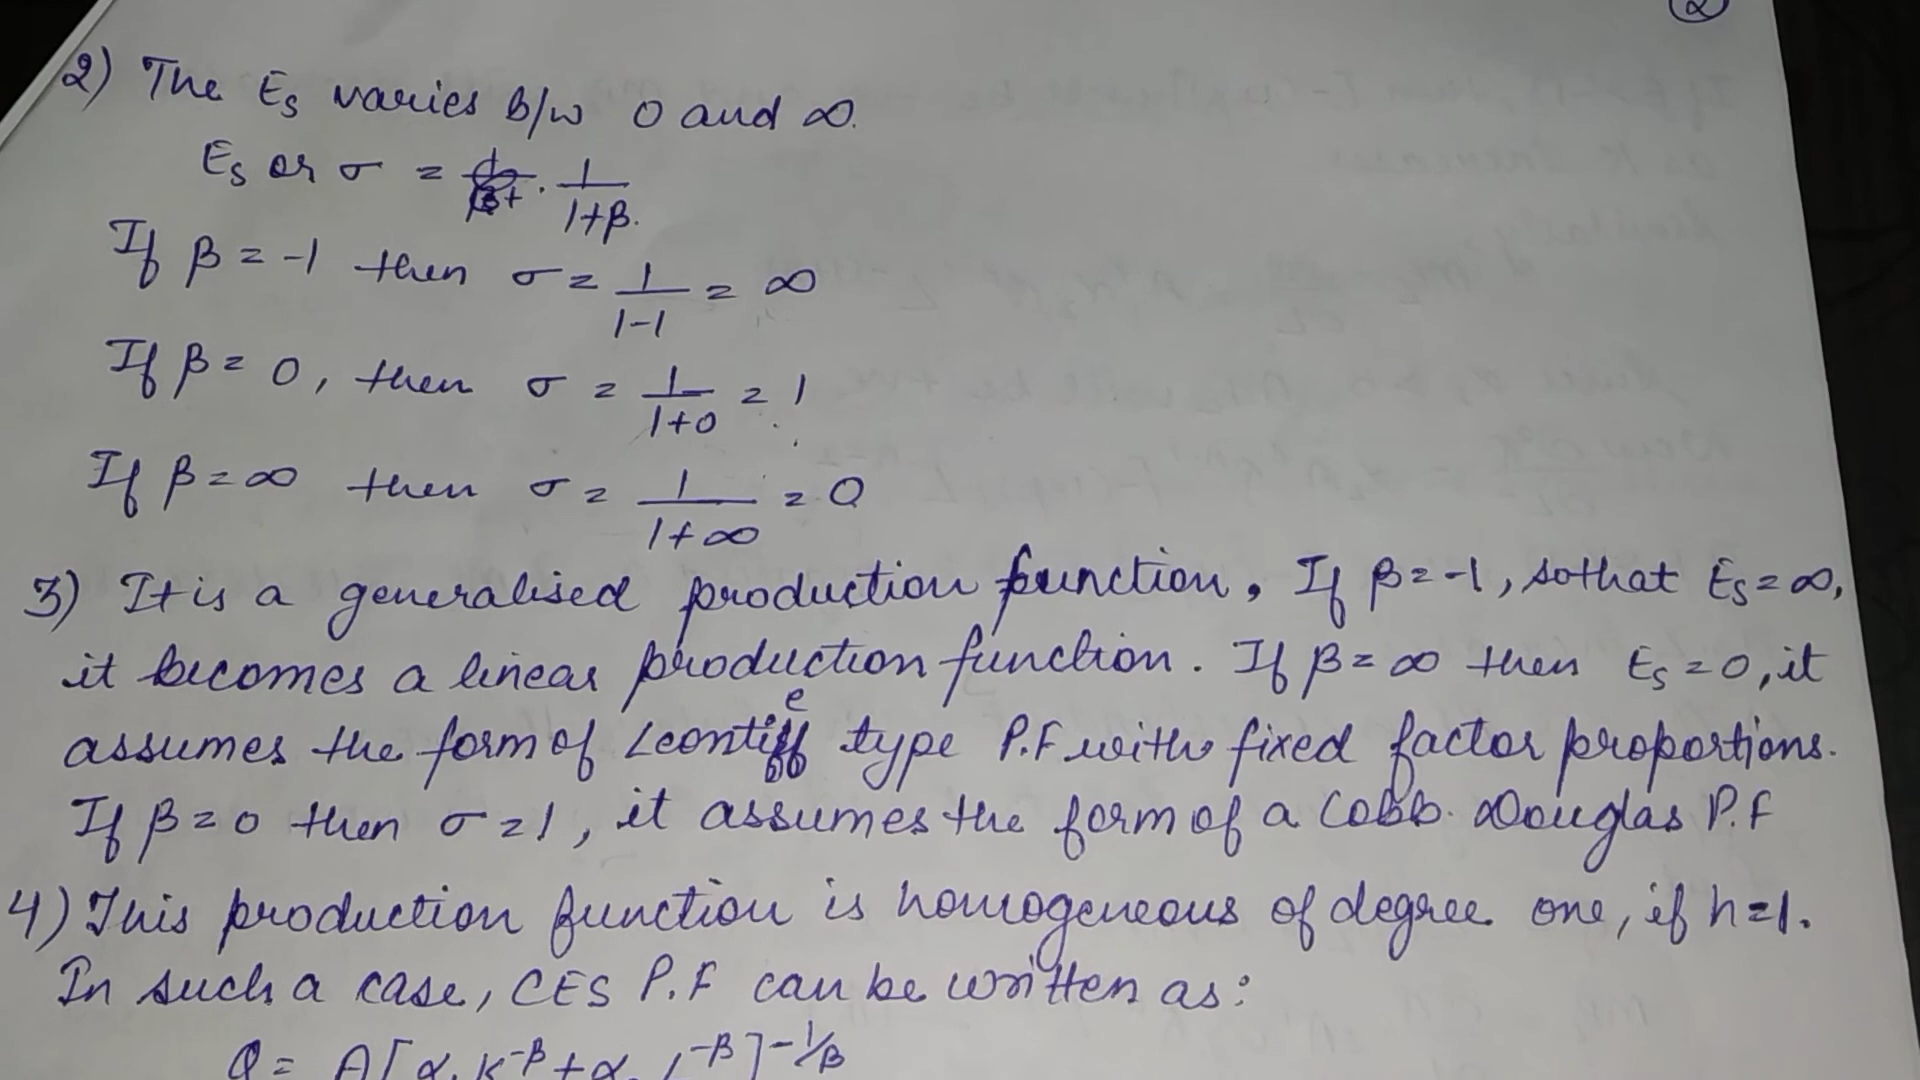 2
2) The Es varies b/w 0 and ∞.
Es or σ = 1/1+β.
If β = -1 then σ = 1/1-1 = ∞
If β = 0, then σ = 1/1+0 = 1
If β = ∞ then σ = 1/1+∞ = 0
3) It is a generalised production function. If β = -1, so that Es = ∞,
it becomes a linear production function. If β = ∞ then Es = 0, it
assumes the form of Leontieff type P.F with fixed factor proportions.
If β = 0 then σ = 1, it assumes the form of a Cobb. Douglas P.F
4) This production function is homogeneous of degree one, if h=1.
In such a case, CES P.F can be written as:
Q = A[α, K^-β + α, L^-β]^-1/β